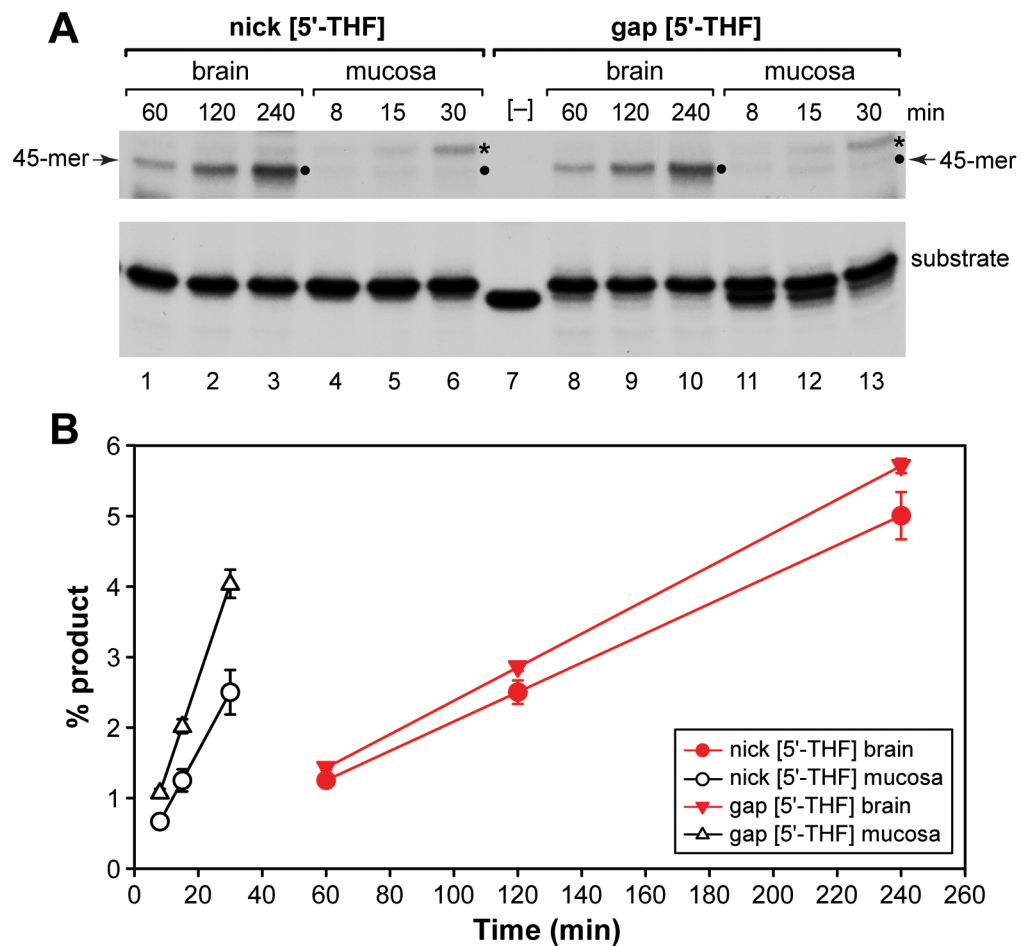 A
nick [5'-THF] gap [5'-THF]
brain mucosa brain mucosa
60 120 240 8 15 30 [–] 60 120 240 8 15 30 min
45-mer * * 45-mer
• • • •
substrate
1 2 3 4 5 6 7 8 9 10 11 12 13
B
6
5
4
3
2
1
0
% product
nick [5'-THF] brain
nick [5'-THF] mucosa
gap [5'-THF] brain
gap [5'-THF] mucosa
0 20 40 60 80 100 120 140 160 180 200 220 240 260
Time (min)